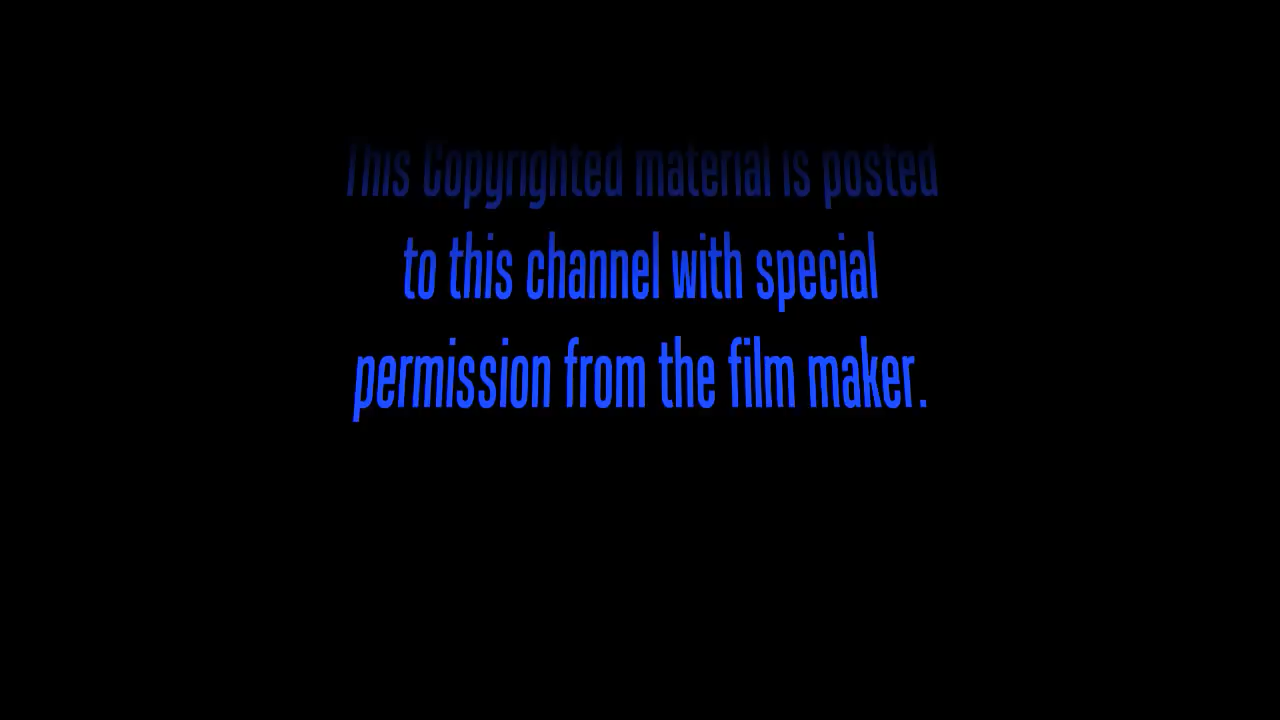 This Copyrighted material is posted
to this channel with special
permission from the film maker.